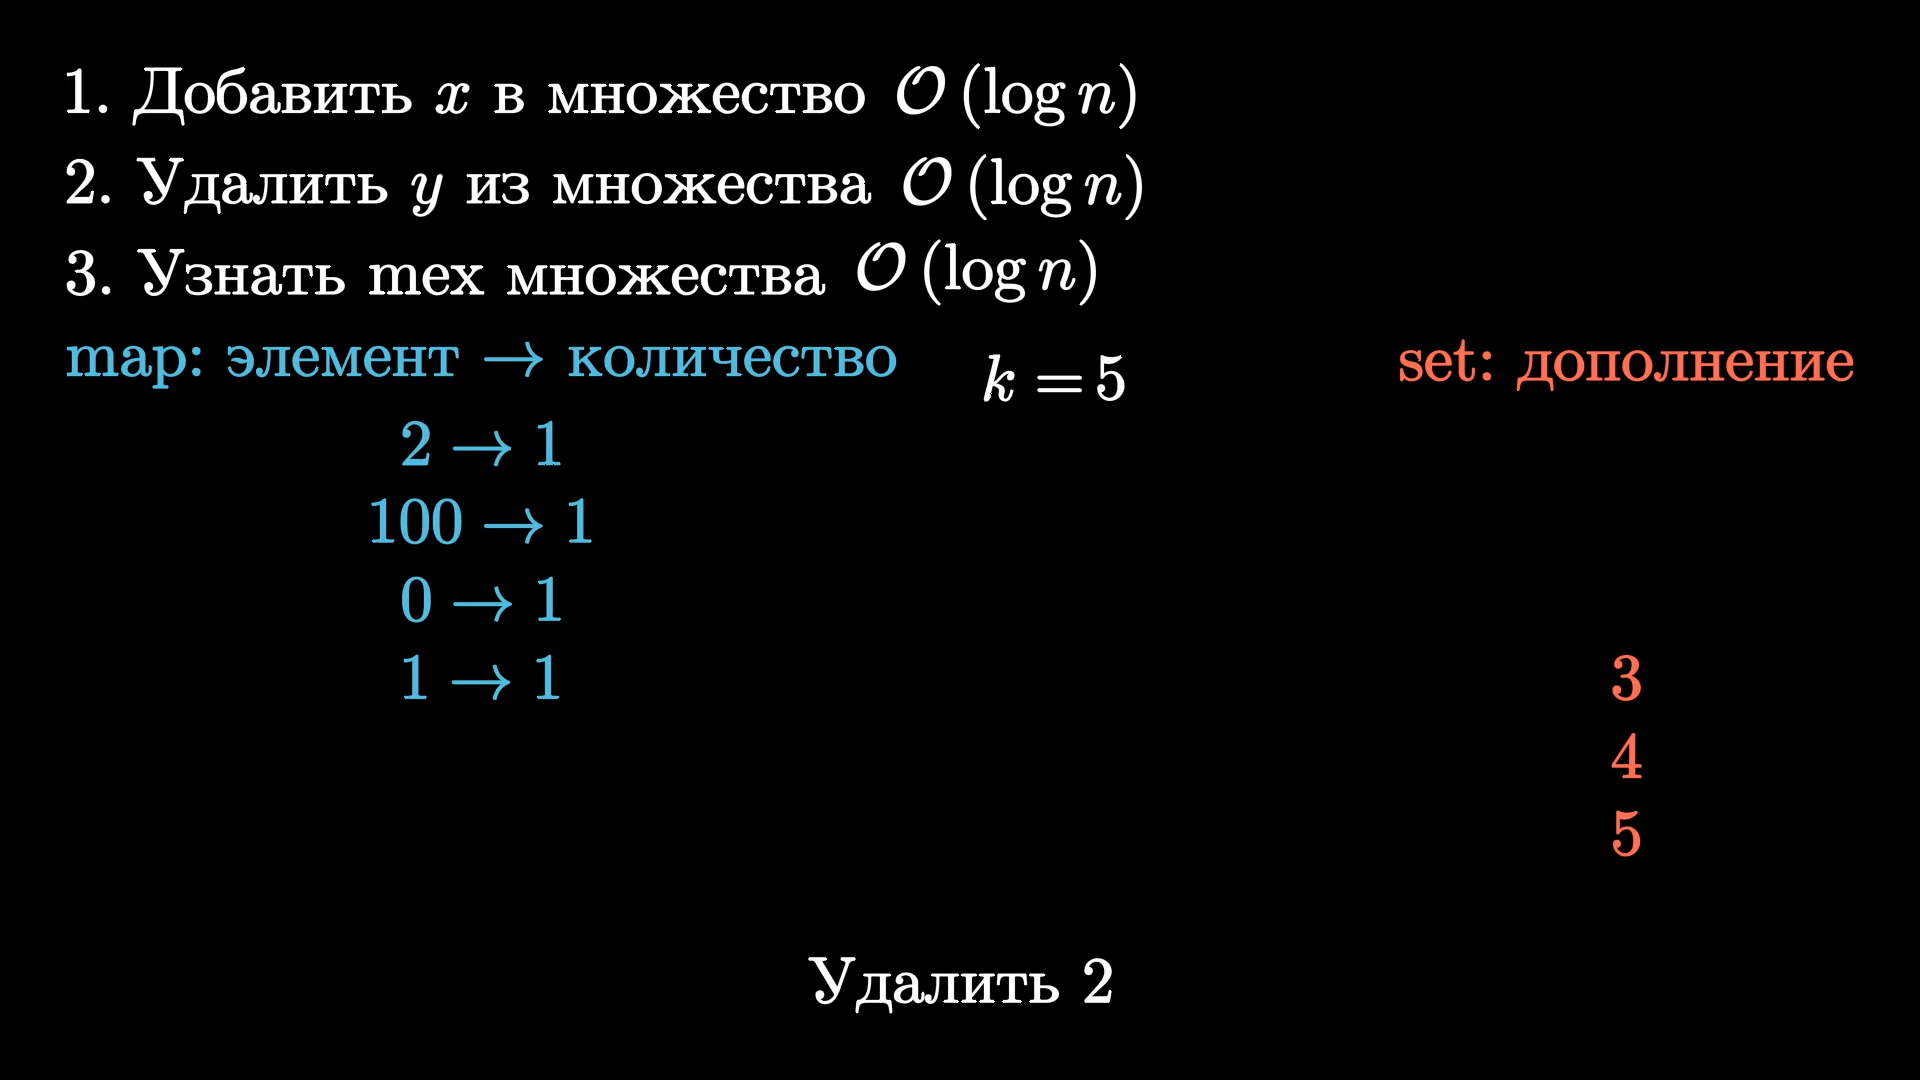 1. Добавить x в множество O (log n)
2. Удалить y из множества O (log n)
3. Узнать mex множества O (log n)
map: элемент → количество
k = 5
set: дополнение
2 → 1
100 → 1
0 → 1
1 → 1
3
4
5
Удалить 2